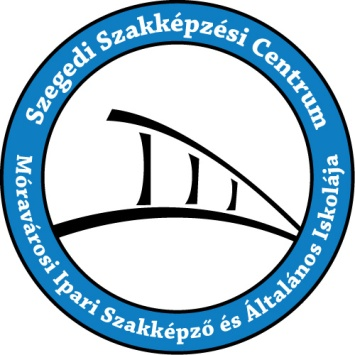 Szegedi Szakképzési Centrum
Móravárosi Ipari Szakképző és Általános Iskolája